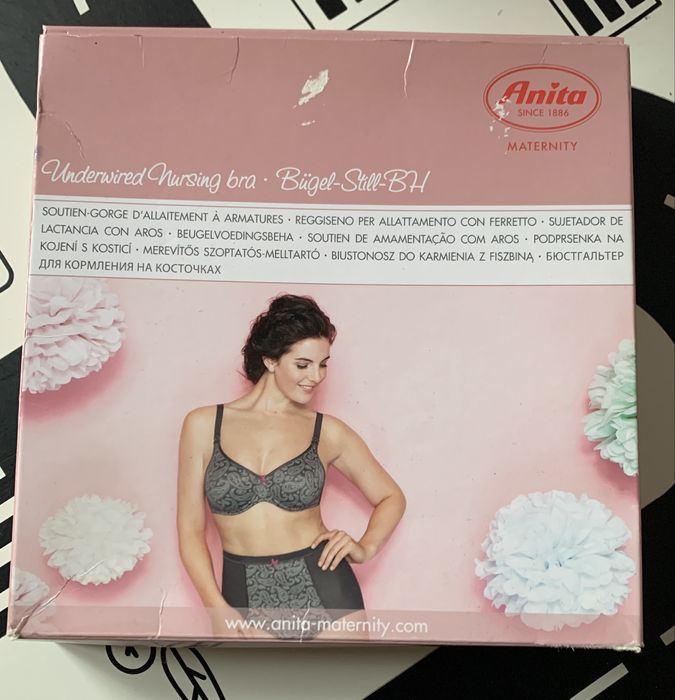 Anita
SINCE 1886
MATERNITY
Underwired Nursing bra · Bügel-Still-BH
SOUTIEN-GORGE D'ALLAITEMENT À ARMATURES · REGGISENO PER ALLATTAMENTO CON FERRETTO · SUJETADOR DE
LACTANCIA CON AROS · BEUGELVOEDINGSBEHA · SOUTIEN DE AMAMENTAÇÃO COM AROS · PODPRSENKA NA
KOJENÍ S KOSTICÍ · MEREVÍTŐS SZOPTATÓS-MELLTARTÓ · BIUSTONOSZ DO KARMIENIA Z FISZBINĄ · БЮСТГАЛЬТЕР
ДЛЯ КОРМЛЕНИЯ НА КОСТОЧКАХ
www.anita-maternity.com